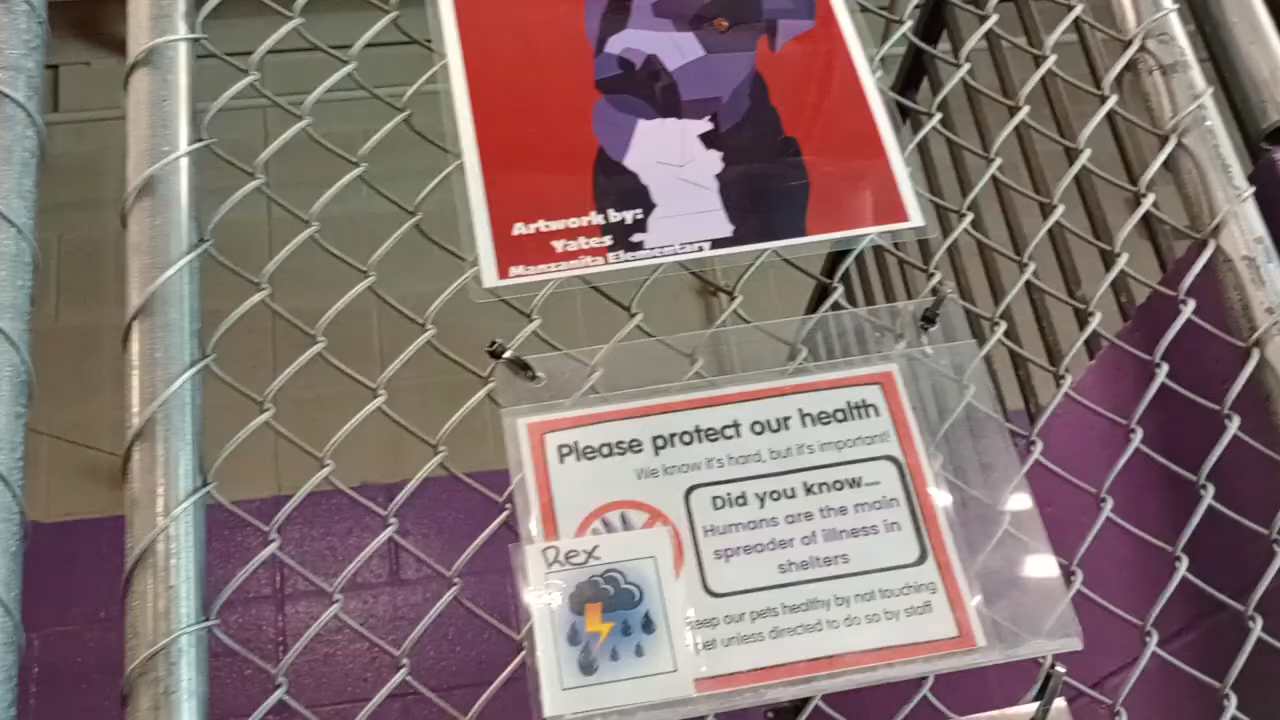 Artwork by:
Yates
Manzanita Elementary
Please protect our health
We know it's hard, but it's important!
Did you know...
Humans are the main
spreader of illness in
shelters
Rex
eep our pets healthy by not touching
pet unless directed to do so by staff